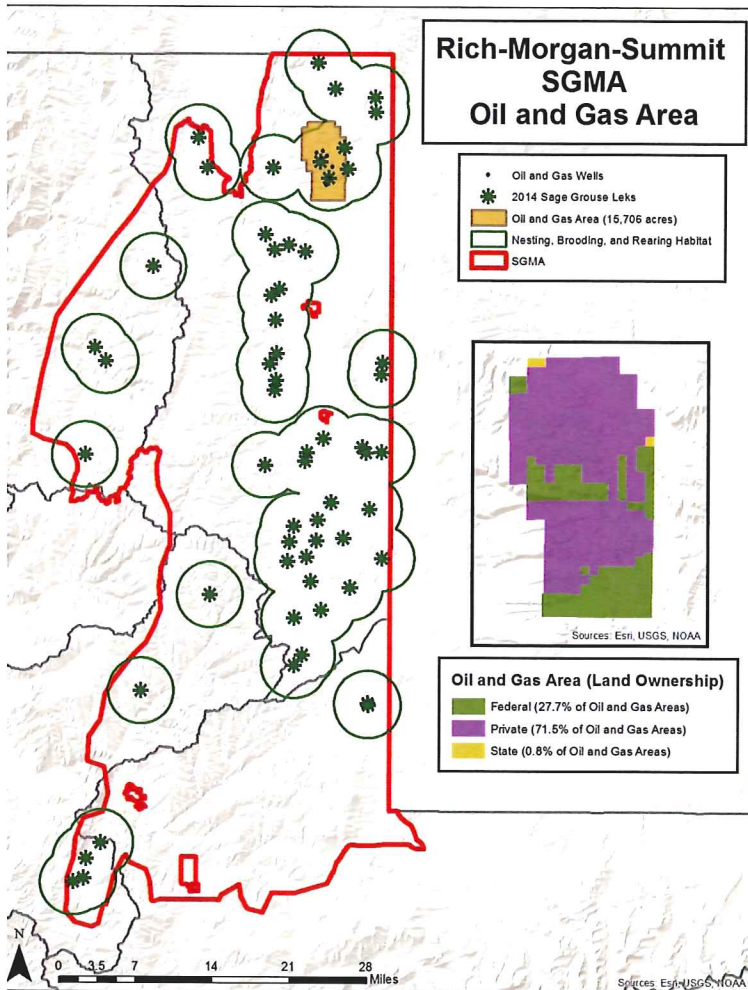 Rich-Morgan-Summit
SGMA
Oil and Gas Area
Oil and Gas Wells
2014 Sage Grouse Leks
Oil and Gas Area (15,706 acres)
Nesting, Brooding, and Rearing Habitat
SGMA
Sources: Esri, USGS, NOAA
Oil and Gas Area (Land Ownership)
Federal (27.7% of Oil and Gas Areas)
Private (71.5% of Oil and Gas Areas)
State (0.8% of Oil and Gas Areas)
N
0 3.5 7 14 21 28
Miles
Sources: Esri, USGS, NOAA